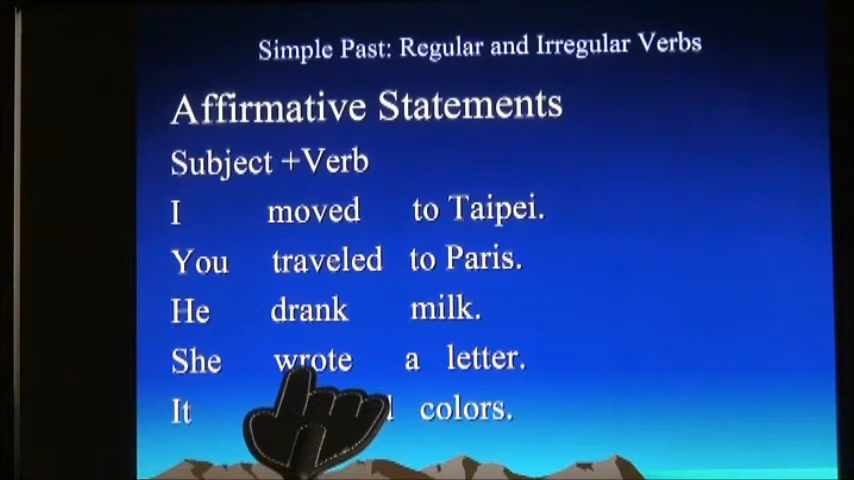 Simple Past: Regular and Irregular Verbs
Affirmative Statements
Subject +Verb
I moved to Taipei.
You traveled to Paris.
He drank milk.
She wrote a letter.
It colors.